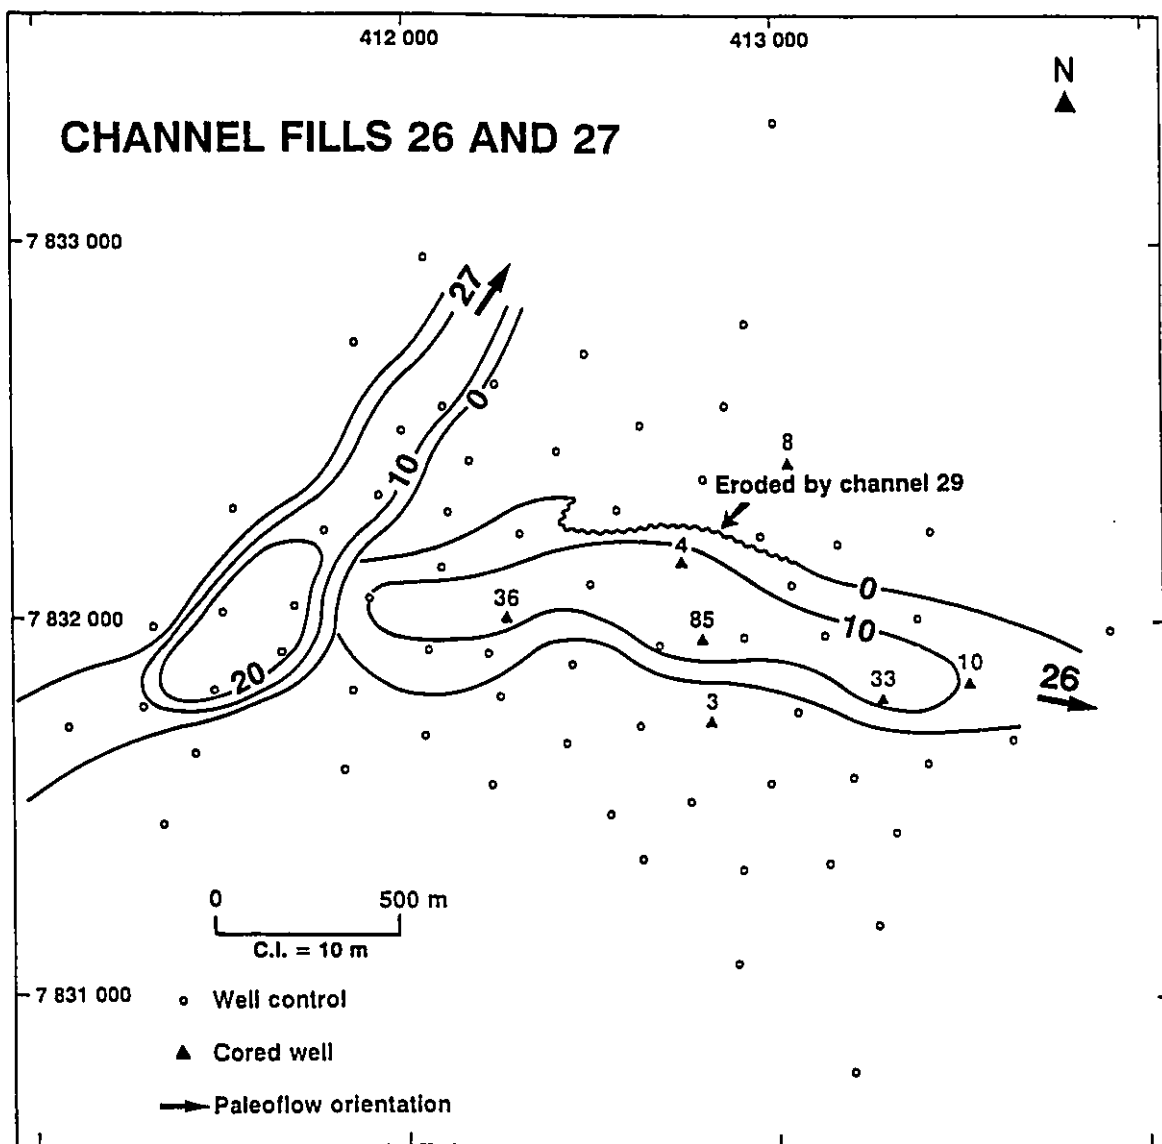 412 000
413 000
N
CHANNEL FILLS 26 AND 27
7 833 000
27
0
8
10
Eroded by channel 29
4
0
36
7 832 000
85
10
20
33
10
26
3
0
500 m
C.I. = 10 m
7 831 000
Well control
Cored well
Paleoflow orientation